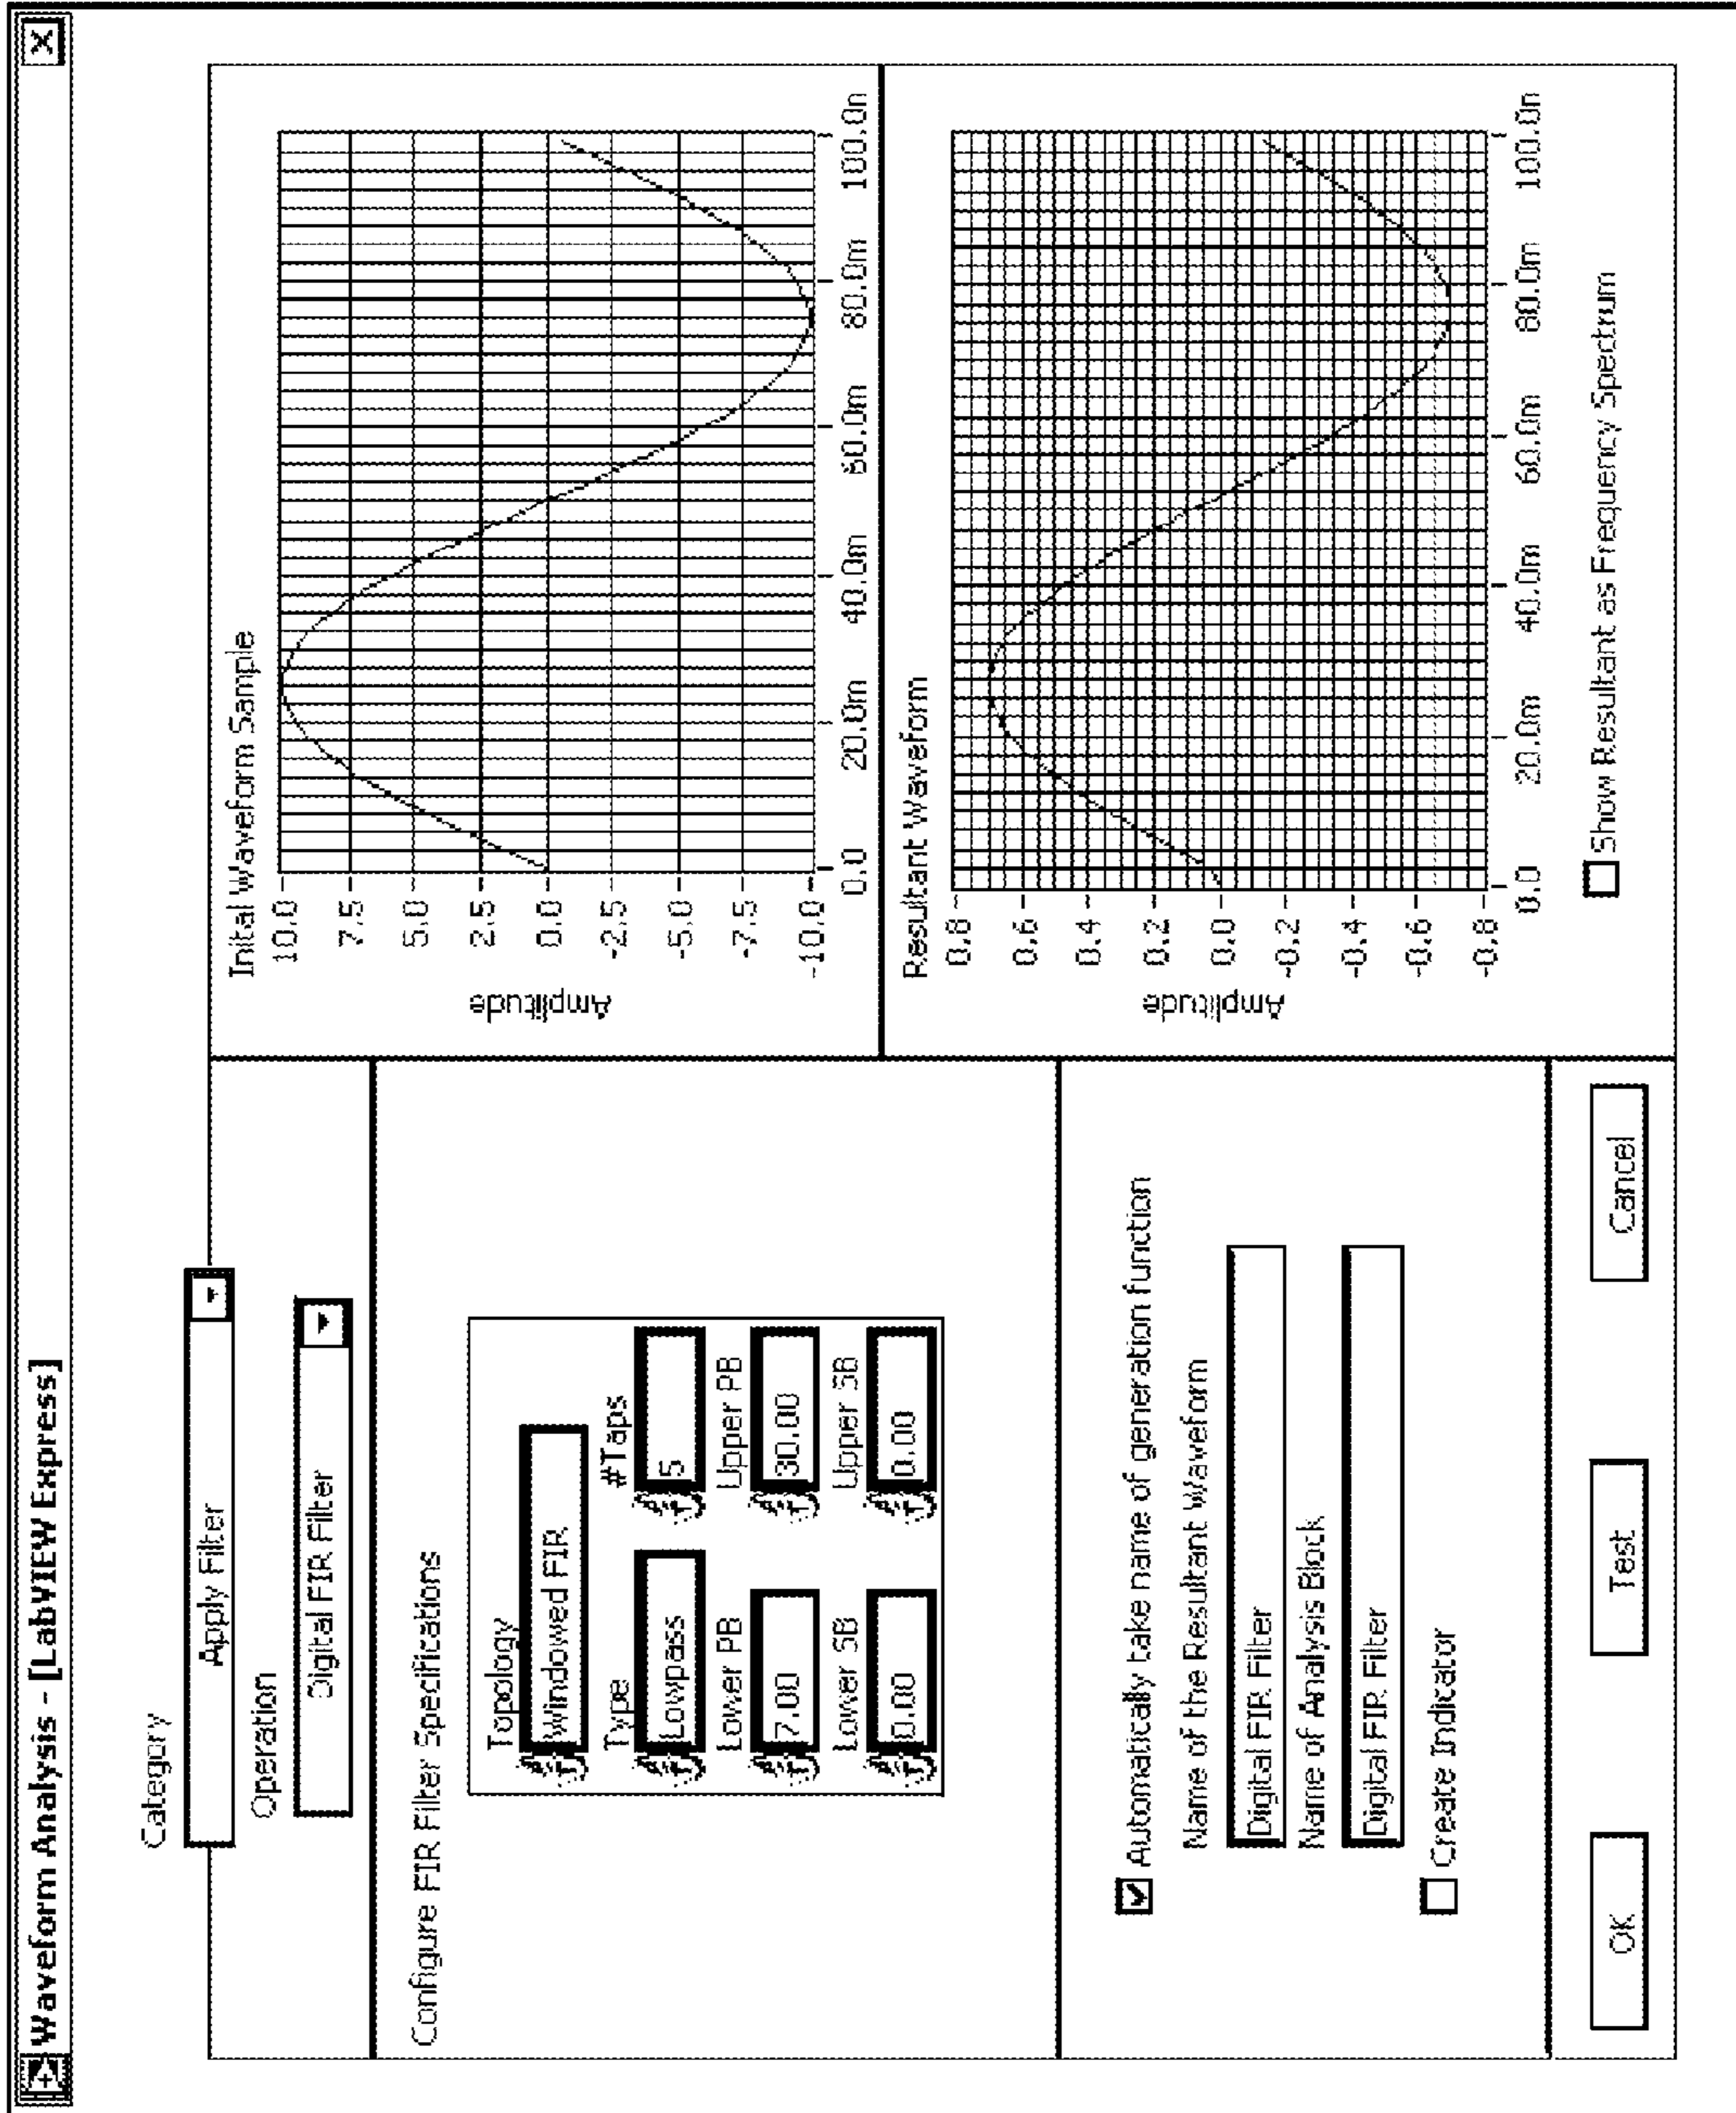 Waveform Analysis - [LabVIEW Express]
Category
Apply Filter
Operation
Digital FIR Filter
Configure FIR Filter Specifications
Topology
Windowed FIR
Type
#Taps
Lowpass
5
Lower PB
Upper PB
7.00
30.00
Lower SB
Upper SB
0.00
0.00
Automatically take name of generation function
Name of the Resultant Waveform
Digital FIR Filter
Name of Analysis Block
Digital FIR Filter
Create Indicator
OK
Test
Cancel
Inital Waveform Sample
Amplitude
10.0
7.5
5.0
2.5
0.0
-2.5
-5.0
-7.5
-10.0
0.0 20.0m 40.0m 60.0m 80.0m 100.0n
Resultant Waveform
Amplitude
0.8
0.6
0.4
0.2
0.0
-0.2
-0.4
-0.6
-0.8
0.0 20.0m 40.0m 60.0m 80.0m 100.0n
Show Resultant as Frequency Spectrum